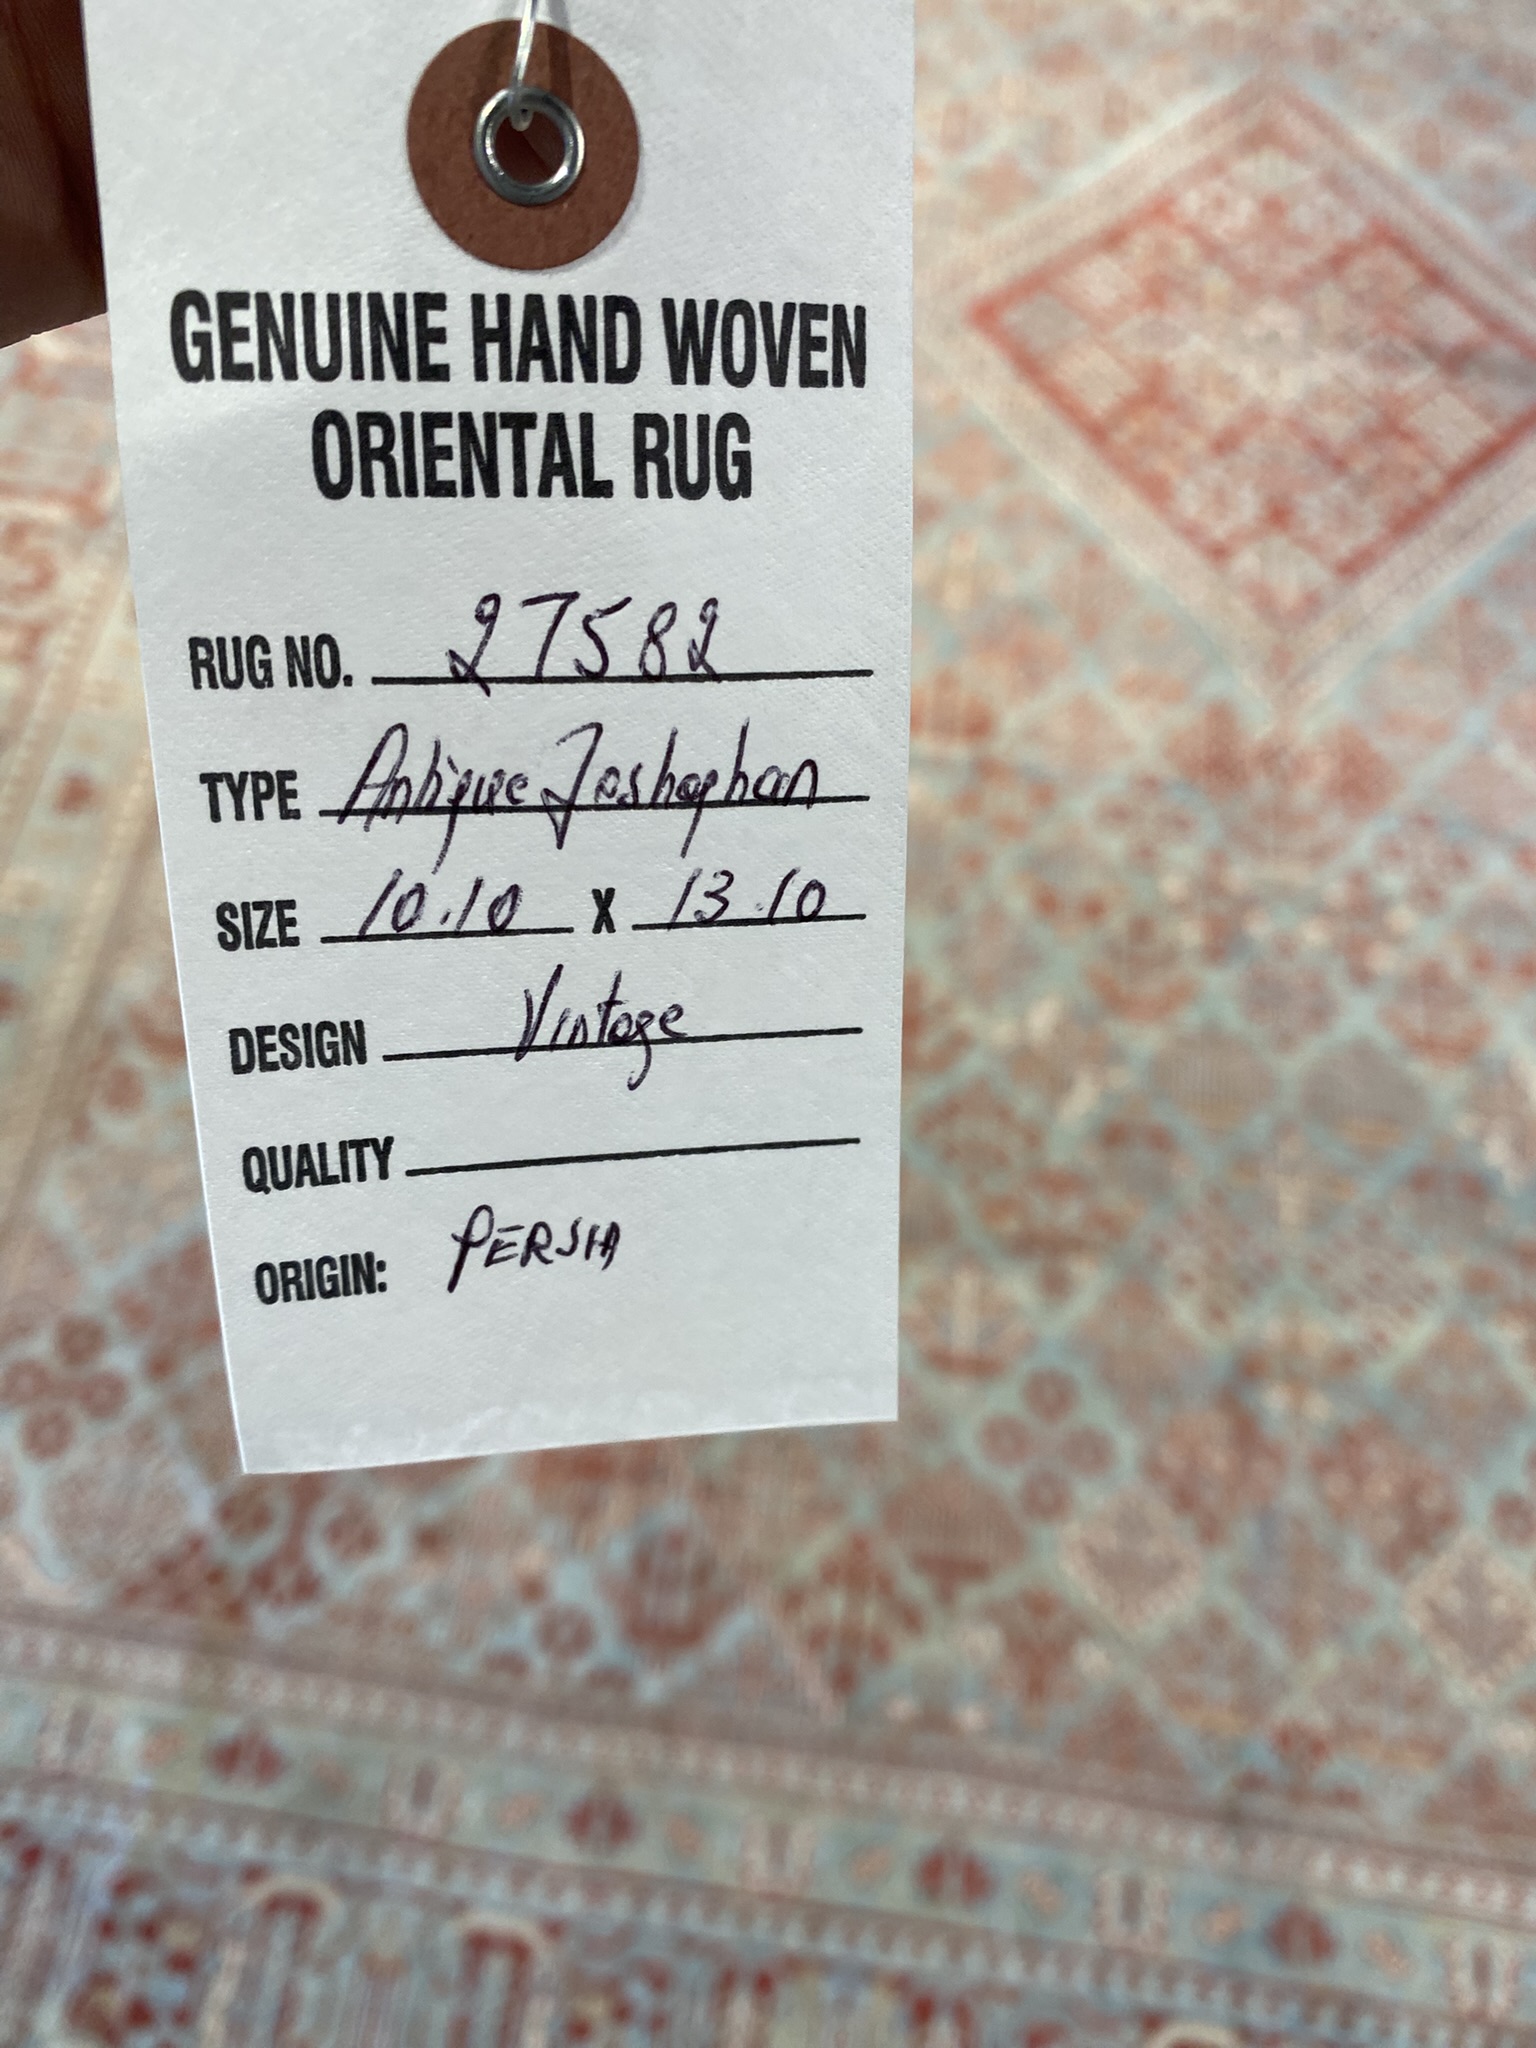 GENUINE HAND WOVEN
ORIENTAL RUG
RUG NO. 27582
TYPE Antique Joshaghan
SIZE 10.10 X 13.10
DESIGN Vintage
QUALITY
ORIGIN: PERSIA